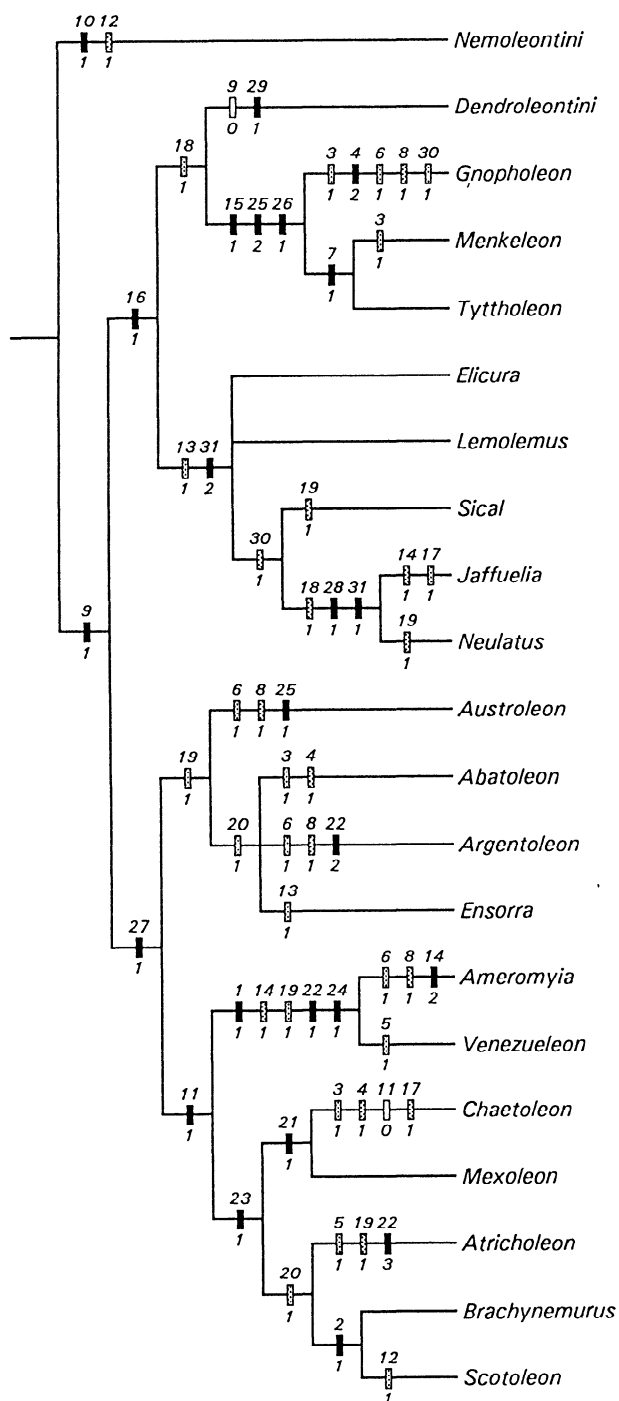 10 12
Nemoleontini
1 1
9 29
Dendroleontini
0 1
18
3 4 6 8 30
Gnopholeon
1
1 2 1 1 1
15 25 26
3
Menkeleon
1 2 1
1
7
16
1
Tyttholeon
1
Elicura
13 31
Lemolemus
1 2
19
Sical
30
1
14 17
1
Jaffuelia
18 28 31
1 1
9
1 1 1
19
Neulatus
1
1
6 8 25
Austroleon
19
1 1 1
3 4
Abatoleon
1
1 1
20
6 8 22
Argentoleon
1
1 1 2
13
Ensorra
27
1
1
6 8 14
Ameromyia
1 14 19 22 24
1 1 2
1 1 1 1 1
5
Venezueleon
1
11
3 4 11 17
Chaetoleon
21
1
1 1 0 1
Mexoleon
1
23
5 19 22
Atricholeon
1
20
1 1 3
1
2
Brachynemurus
1
12
Scotoleon
1